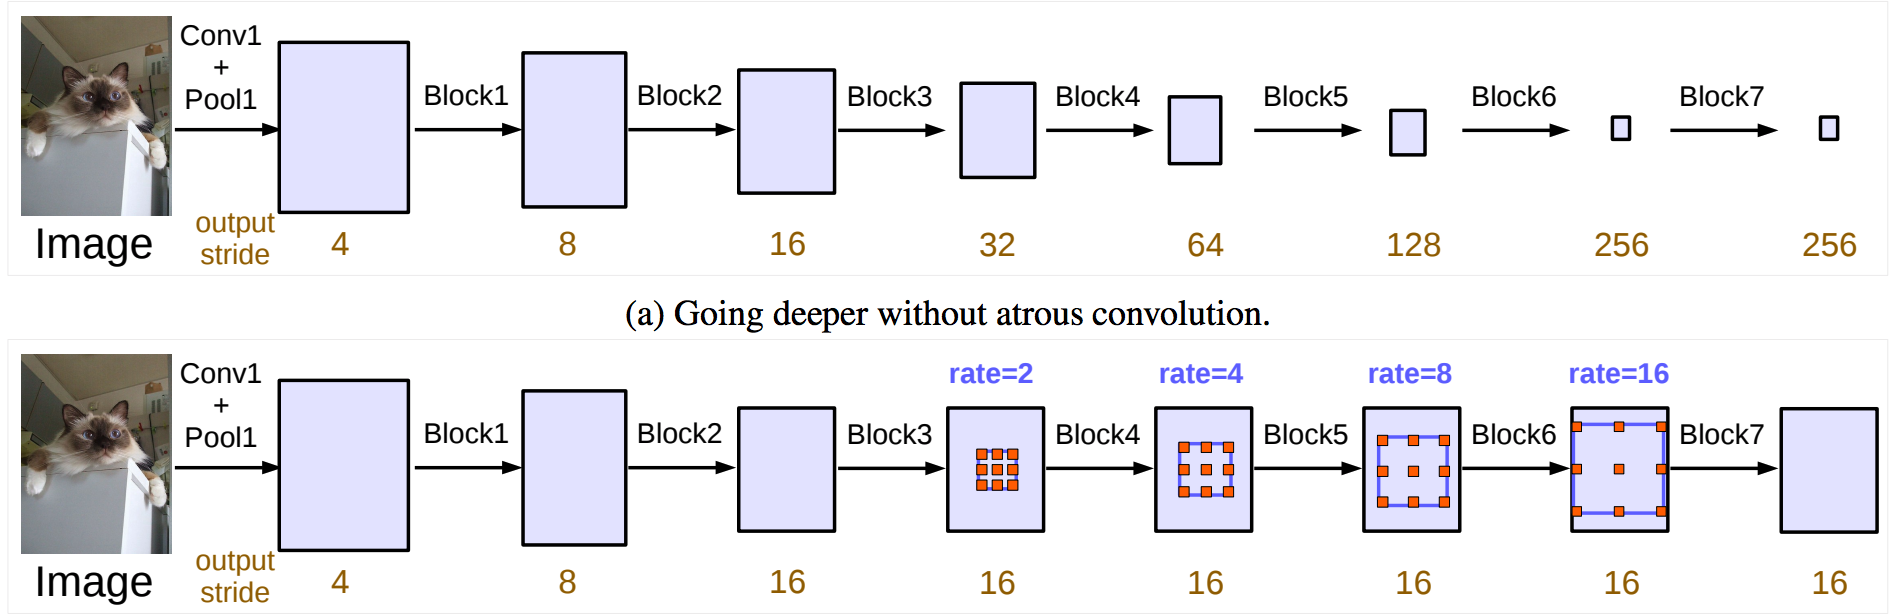 Conv1
+
Pool1
Block1 Block2 Block3 Block4 Block5 Block6 Block7
Image
output
stride
4 8 16 32 64 128 256 256
(a) Going deeper without atrous convolution.
rate=2 rate=4 rate=8 rate=16
Conv1
+
Pool1
Block1 Block2 Block3 Block4 Block5 Block6 Block7
Image
output
stride
4 8 16 16 16 16 16 16